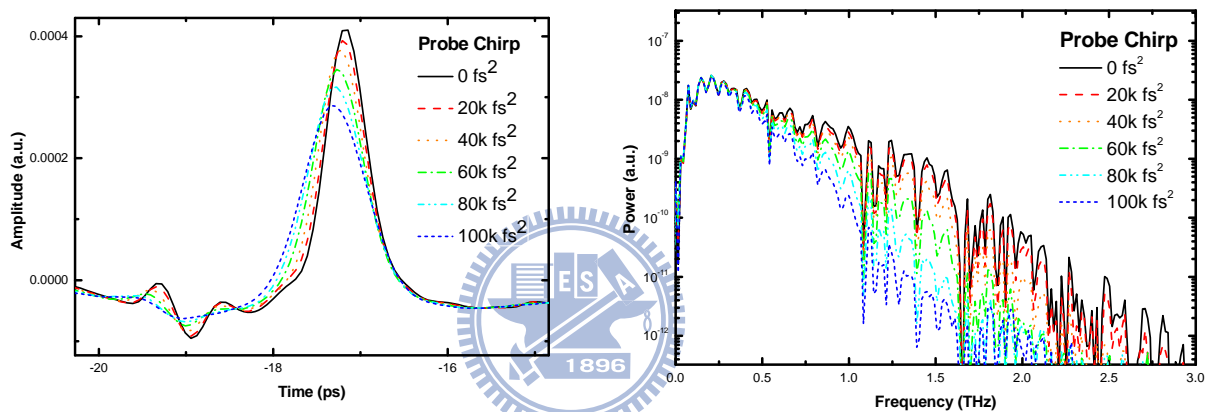 0.0004
0.0002
0.0000
Amplitude (a.u.)
-20
-18
-16
Time (ps)
Probe Chirp
0 fs²
20k fs²
40k fs²
60k fs²
80k fs²
100k fs²
10⁻⁷
10⁻⁸
10⁻⁹
10⁻¹⁰
10⁻¹¹
10⁻¹²
Power (a.u.)
0.0
0.5
1.0
1.5
2.0
2.5
3.0
Frequency (THz)
Probe Chirp
0 fs²
20k fs²
40k fs²
60k fs²
80k fs²
100k fs²
E S A
8
1896